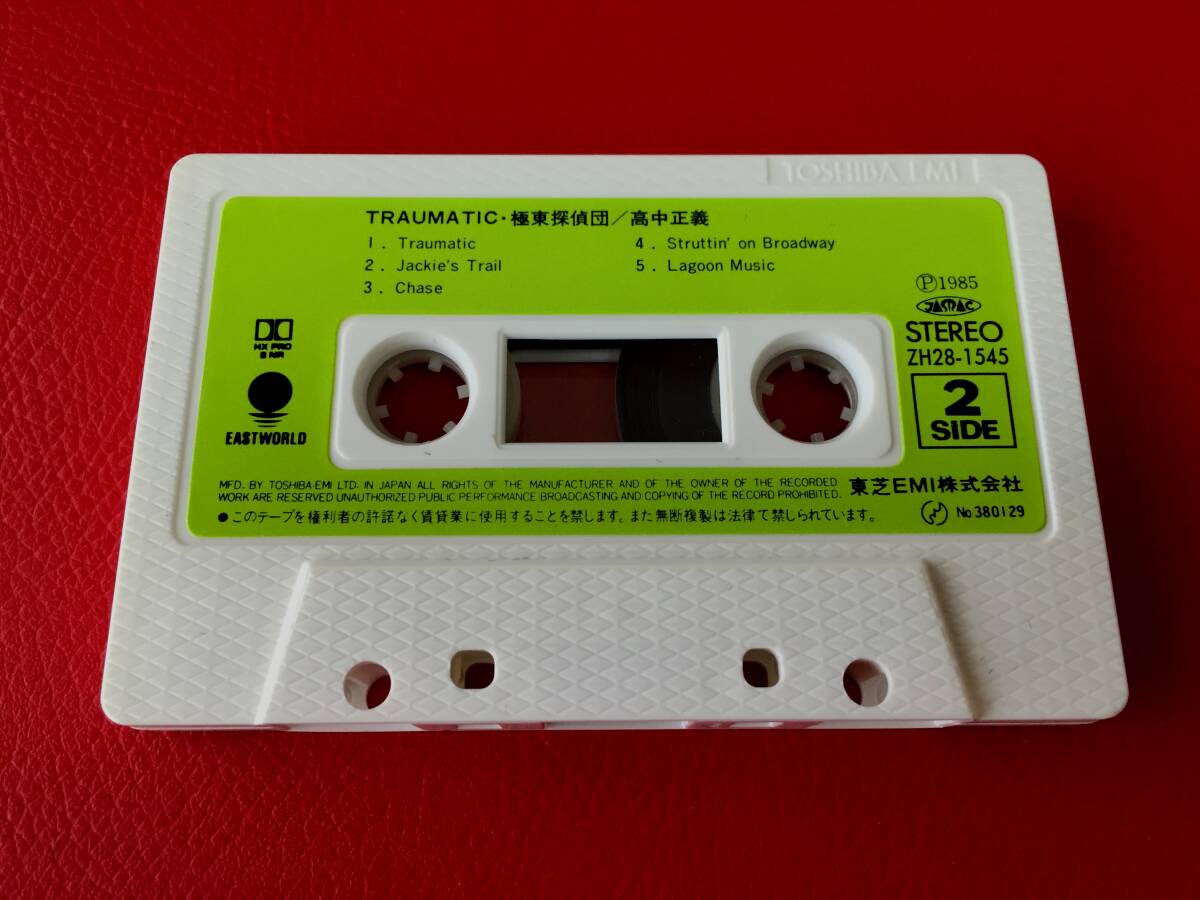 TOSHIBA EMI
TRAUMATIC・極東探偵団／高中正義
1. Traumatic
2. Jackie's Trail
3. Chase
4. Struttin' on Broadway
5. Lagoon Music
Ⓟ1985
JASRAC
STEREO
ZH28-1545
2
SIDE
HX PRO
B NR
EASTWORLD
MFD. BY TOSHIBA-EMI LTD. IN JAPAN ALL RIGHTS OF THE MANUFACTURER AND OF THE OWNER OF THE RECORDED
WORK ARE RESERVED UNAUTHORIZED PUBLIC PERFORMANCE BROADCASTING AND COPYING OF THE RECORD PROHIBITED.
東芝EMI株式会社
●このテープを権利者の許諾なく賃貸業に使用することを禁じます。また無断複製は法律で禁じられています。
No.380129